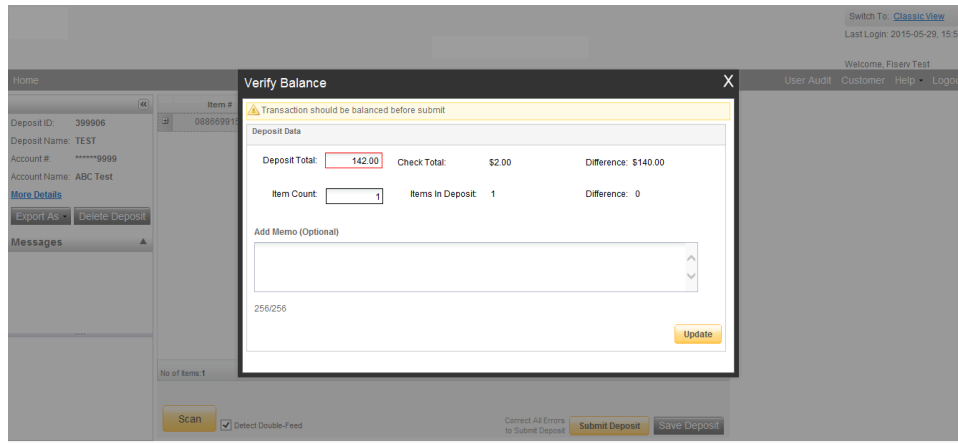 Switch To: Classic View
Last Login: 2015-05-29, 15:5
Welcome, Fiserv Test
Home
User Audit Customer Help Logou
Verify Balance X
Transaction should be balanced before submit
Deposit Data
Deposit Total: 142.00 Check Total: $2.00 Difference: $140.00
Item Count: 1 Items In Deposit: 1 Difference: 0
Add Memo (Optional)
256/256
Update
Deposit ID: 399906
Deposit Name: TEST
Account #: ******9999
Account Name: ABC Test
More Details
Export As Delete Deposit
Messages
Item #
088669915
No of Items:1
Scan
Detect Double-Feed
Correct All Errors
to Submit Deposit
Submit Deposit
Save Deposit